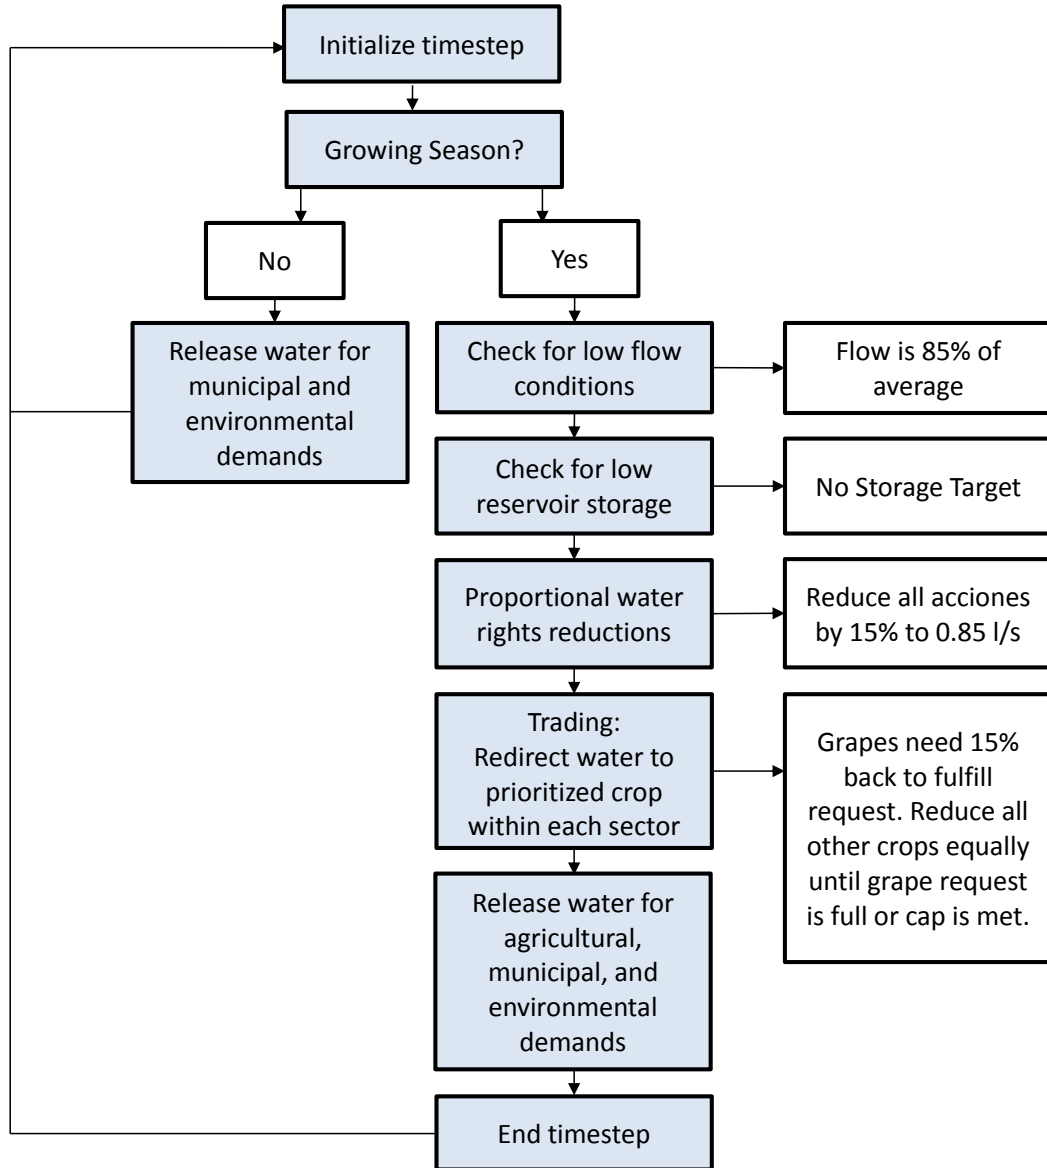 Initialize timestep
Growing Season?
No
Yes
Release water for
municipal and
environmental
demands
Check for low flow
conditions
Flow is 85% of
average
Check for low
reservoir storage
No Storage Target
Proportional water
rights reductions
Reduce all acciones
by 15% to 0.85 l/s
Trading:
Redirect water to
prioritized crop
within each sector
Grapes need 15%
back to fulfill
request. Reduce all
other crops equally
until grape request
is full or cap is met.
Release water for
agricultural,
municipal, and
environmental
demands
End timestep